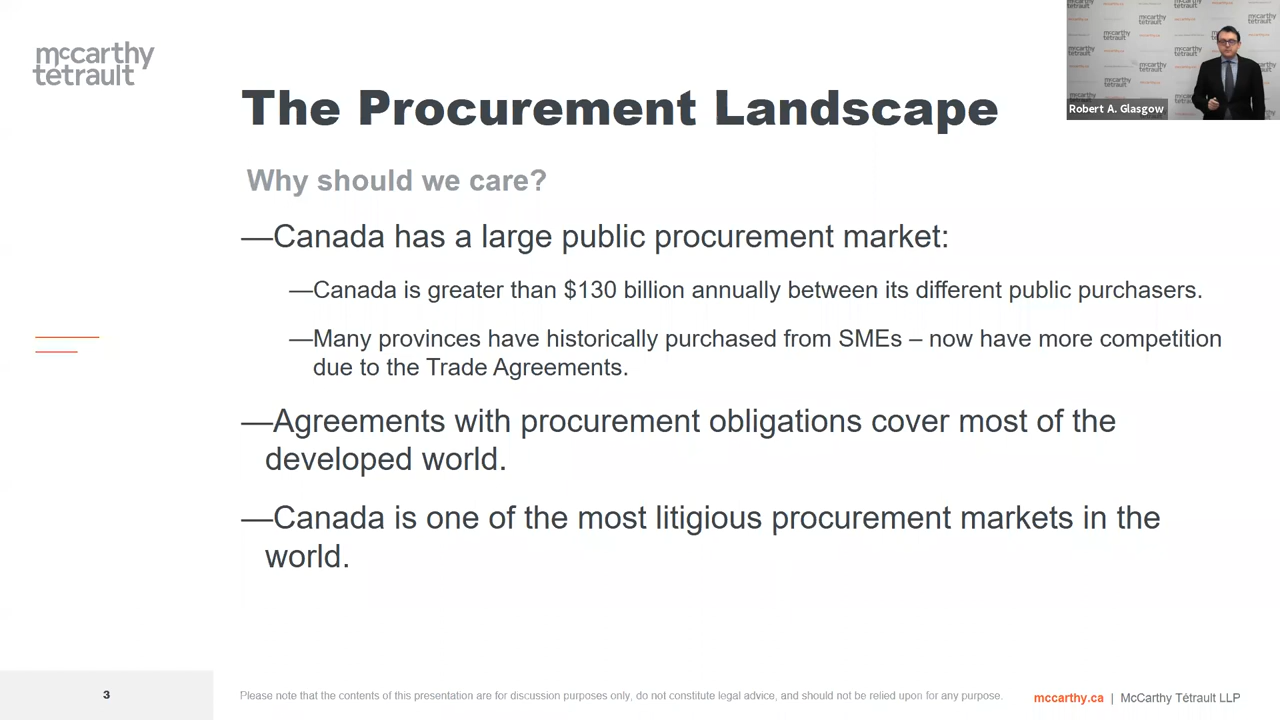 mccarthy
tetrault
The Procurement Landscape
Robert A. Glasgow
Why should we care?
—Canada has a large public procurement market:
—Canada is greater than $130 billion annually between its different public purchasers.
—Many provinces have historically purchased from SMEs – now have more competition
due to the Trade Agreements.
—Agreements with procurement obligations cover most of the
developed world.
—Canada is one of the most litigious procurement markets in the
world.
3
Please note that the contents of this presentation are for discussion purposes only, do not constitute legal advice, and should not be relied upon for any purpose.
mccarthy.ca | McCarthy Tétrault LLP